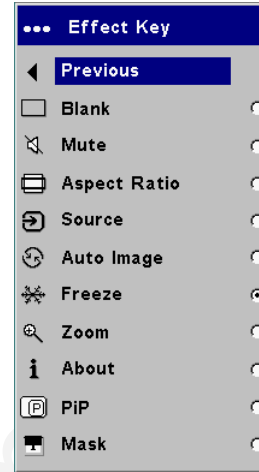 ••• Effect Key
Previous
Blank
Mute
Aspect Ratio
Source
Auto Image
Freeze
Zoom
i About
P PiP
Mask